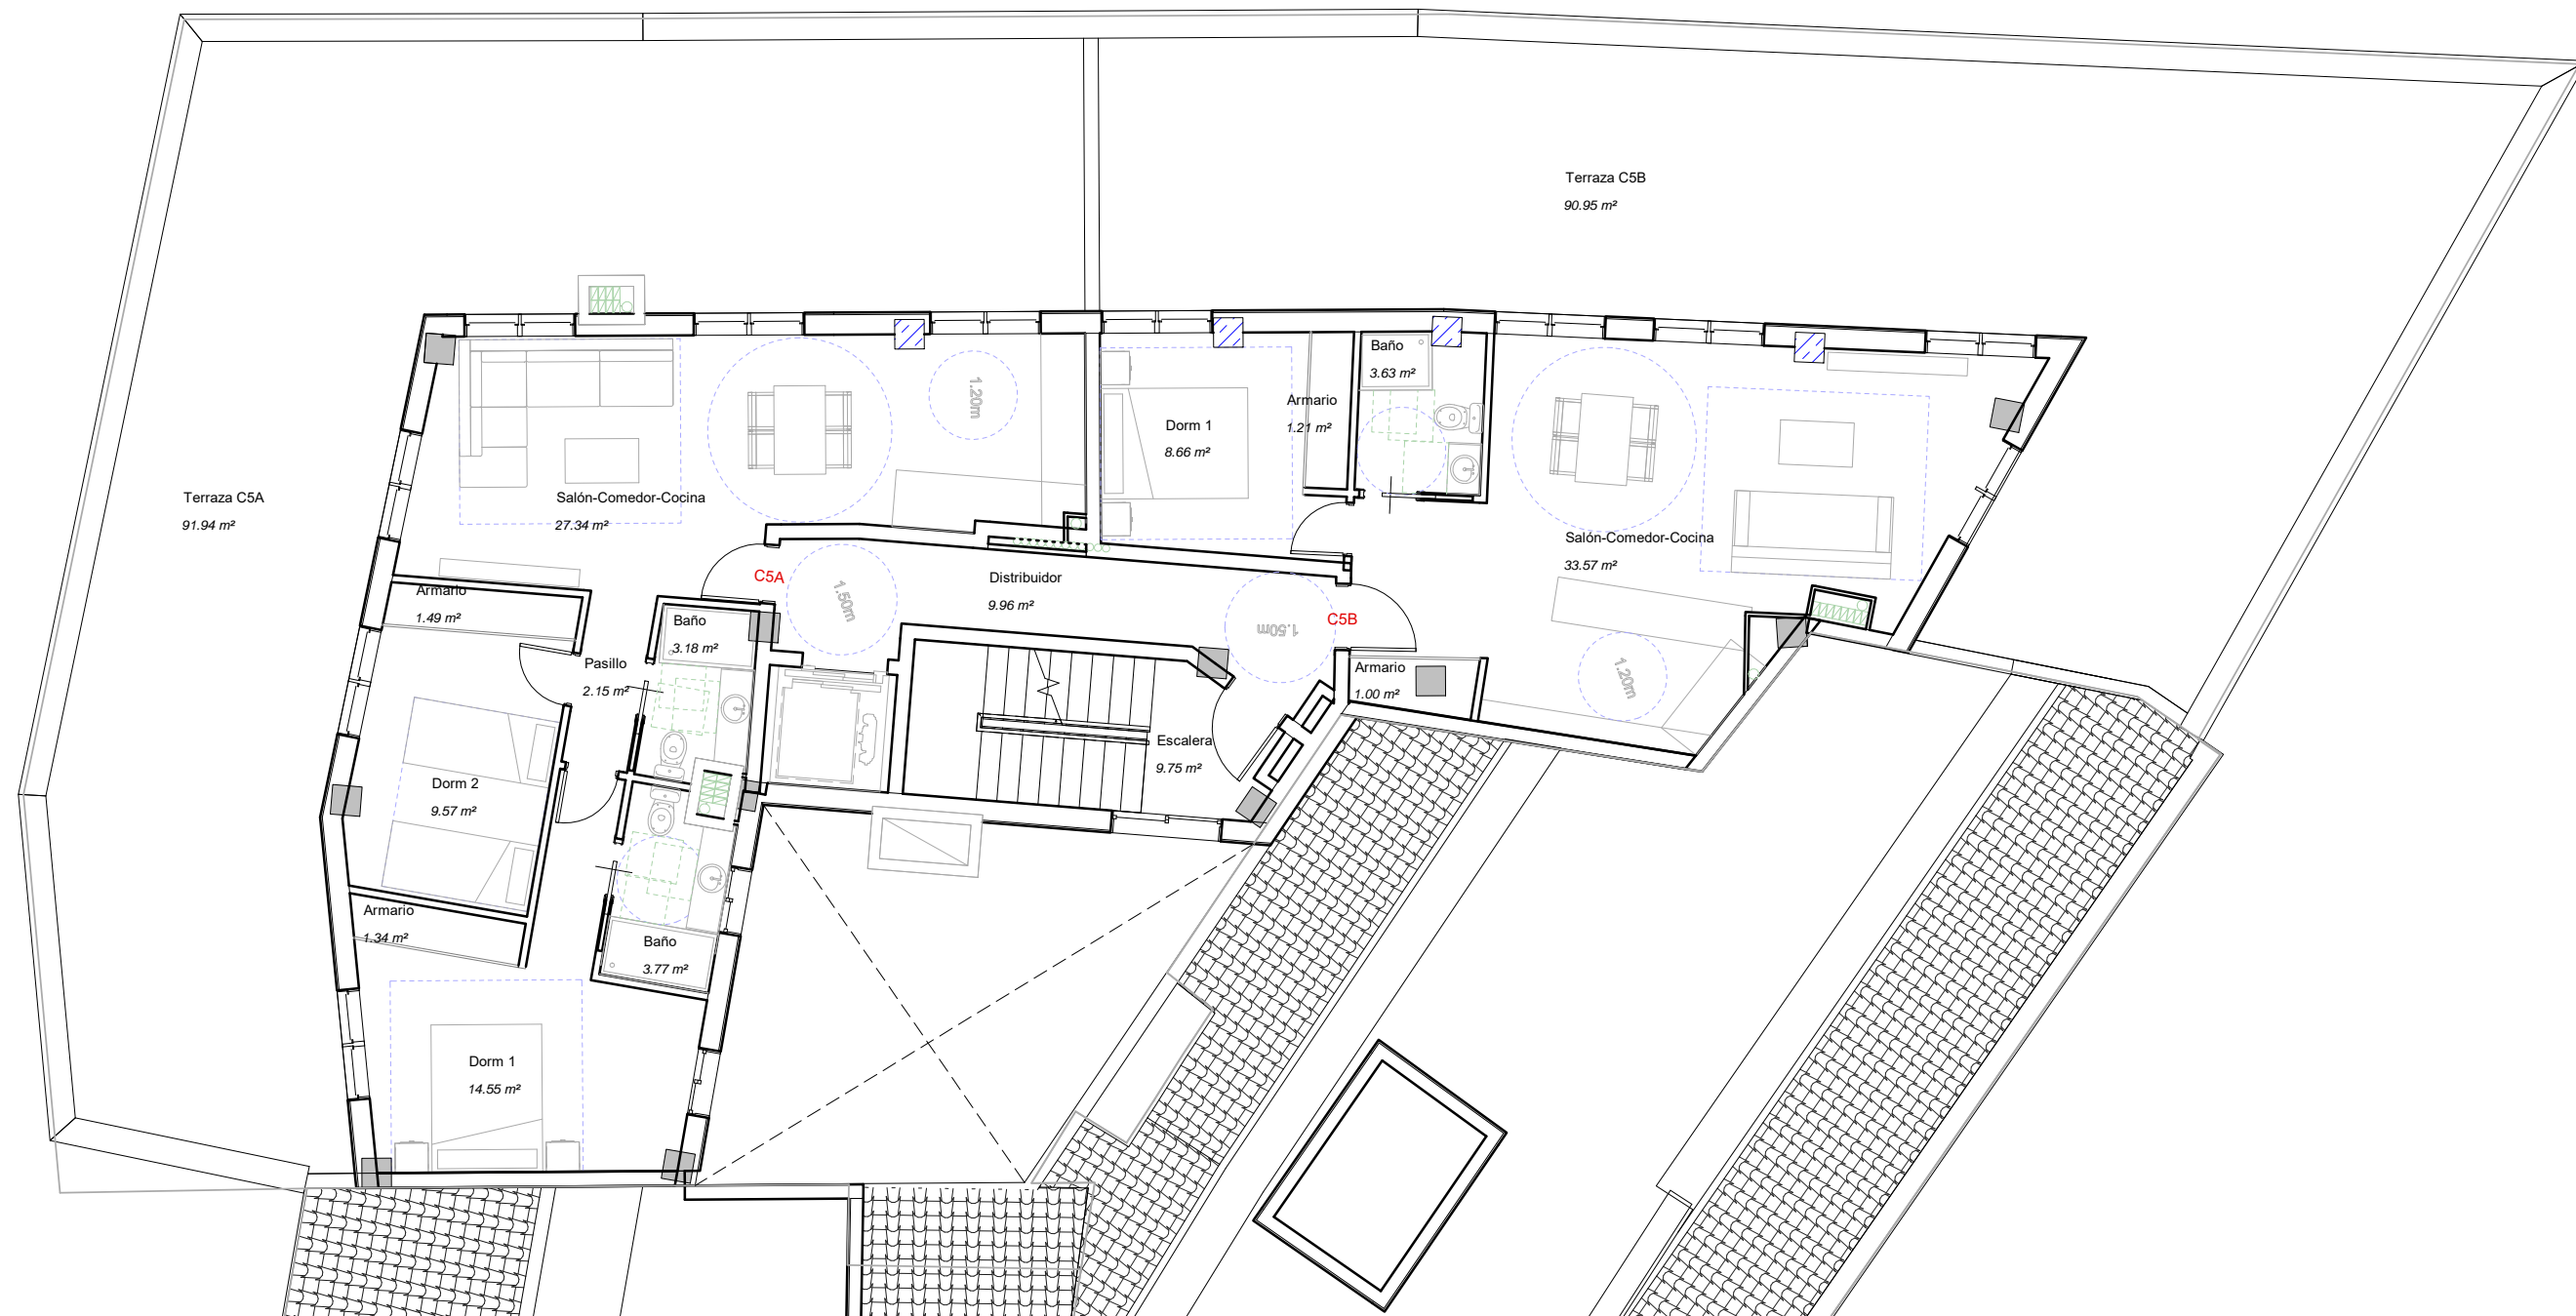 Terraza C5B
90.95 m²
Terraza C5A
91.94 m²
Salón-Comedor-Cocina
27.34 m²
1.20m
Dorm 1
8.66 m²
Armario
1.21 m²
Baño
3.63 m²
Salón-Comedor-Cocina
33.57 m²
C5A
1.50m
Distribuidor
9.96 m²
1.50m
C5B
Armario
1.49 m²
Baño
3.18 m²
Pasillo
2.15 m²
Armario
1.00 m²
1.20m
Escalera
9.75 m²
Dorm 2
9.57 m²
Armario
1.34 m²
Baño
3.77 m²
Dorm 1
14.55 m²